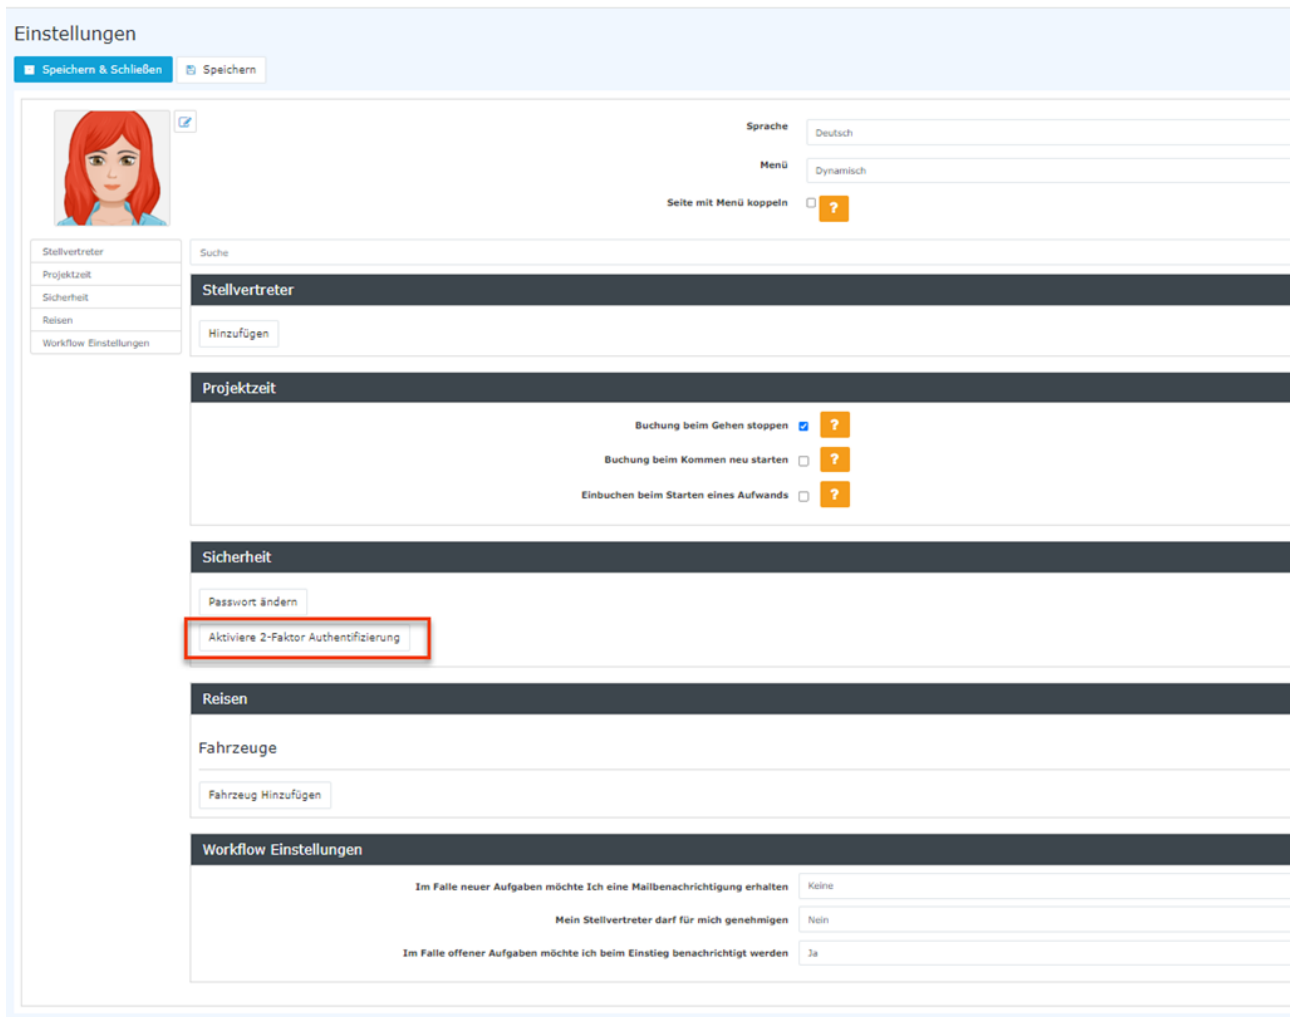 Einstellungen
Speichern & Schließen Speichern
Sprache Deutsch
Menü Dynamisch
Seite mit Menü koppeln ?
Stellvertreter
Projektzeit
Sicherheit
Reisen
Workflow Einstellungen
Suche
Stellvertreter
Hinzufügen
Projektzeit
Buchung beim Gehen stoppen ?
Buchung beim Kommen neu starten ?
Einbuchen beim Starten eines Aufwands ?
Sicherheit
Passwort ändern
Aktiviere 2-Faktor Authentifizierung
Reisen
Fahrzeuge
Fahrzeug Hinzufügen
Workflow Einstellungen
Im Falle neuer Aufgaben möchte Ich eine Mailbenachrichtigung erhalten Keine
Mein Stellvertreter darf für mich genehmigen Nein
Im Falle offener Aufgaben möchte ich beim Einstieg benachrichtigt werden Ja